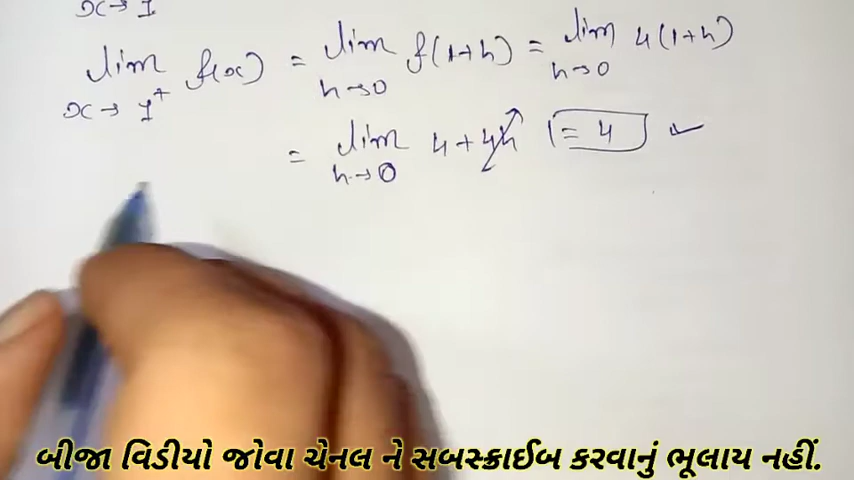 x→1
lim f(x) = lim f(1+h) = lim 4(1+h)
x→1⁺ h→0 h→0
= lim 4+4h = 4 ✓
h→0
બીજા વિડીયો જોવા ચેનલ ને સબસ્ક્રાઈબ કરવાનું ભૂલાય નહીં.